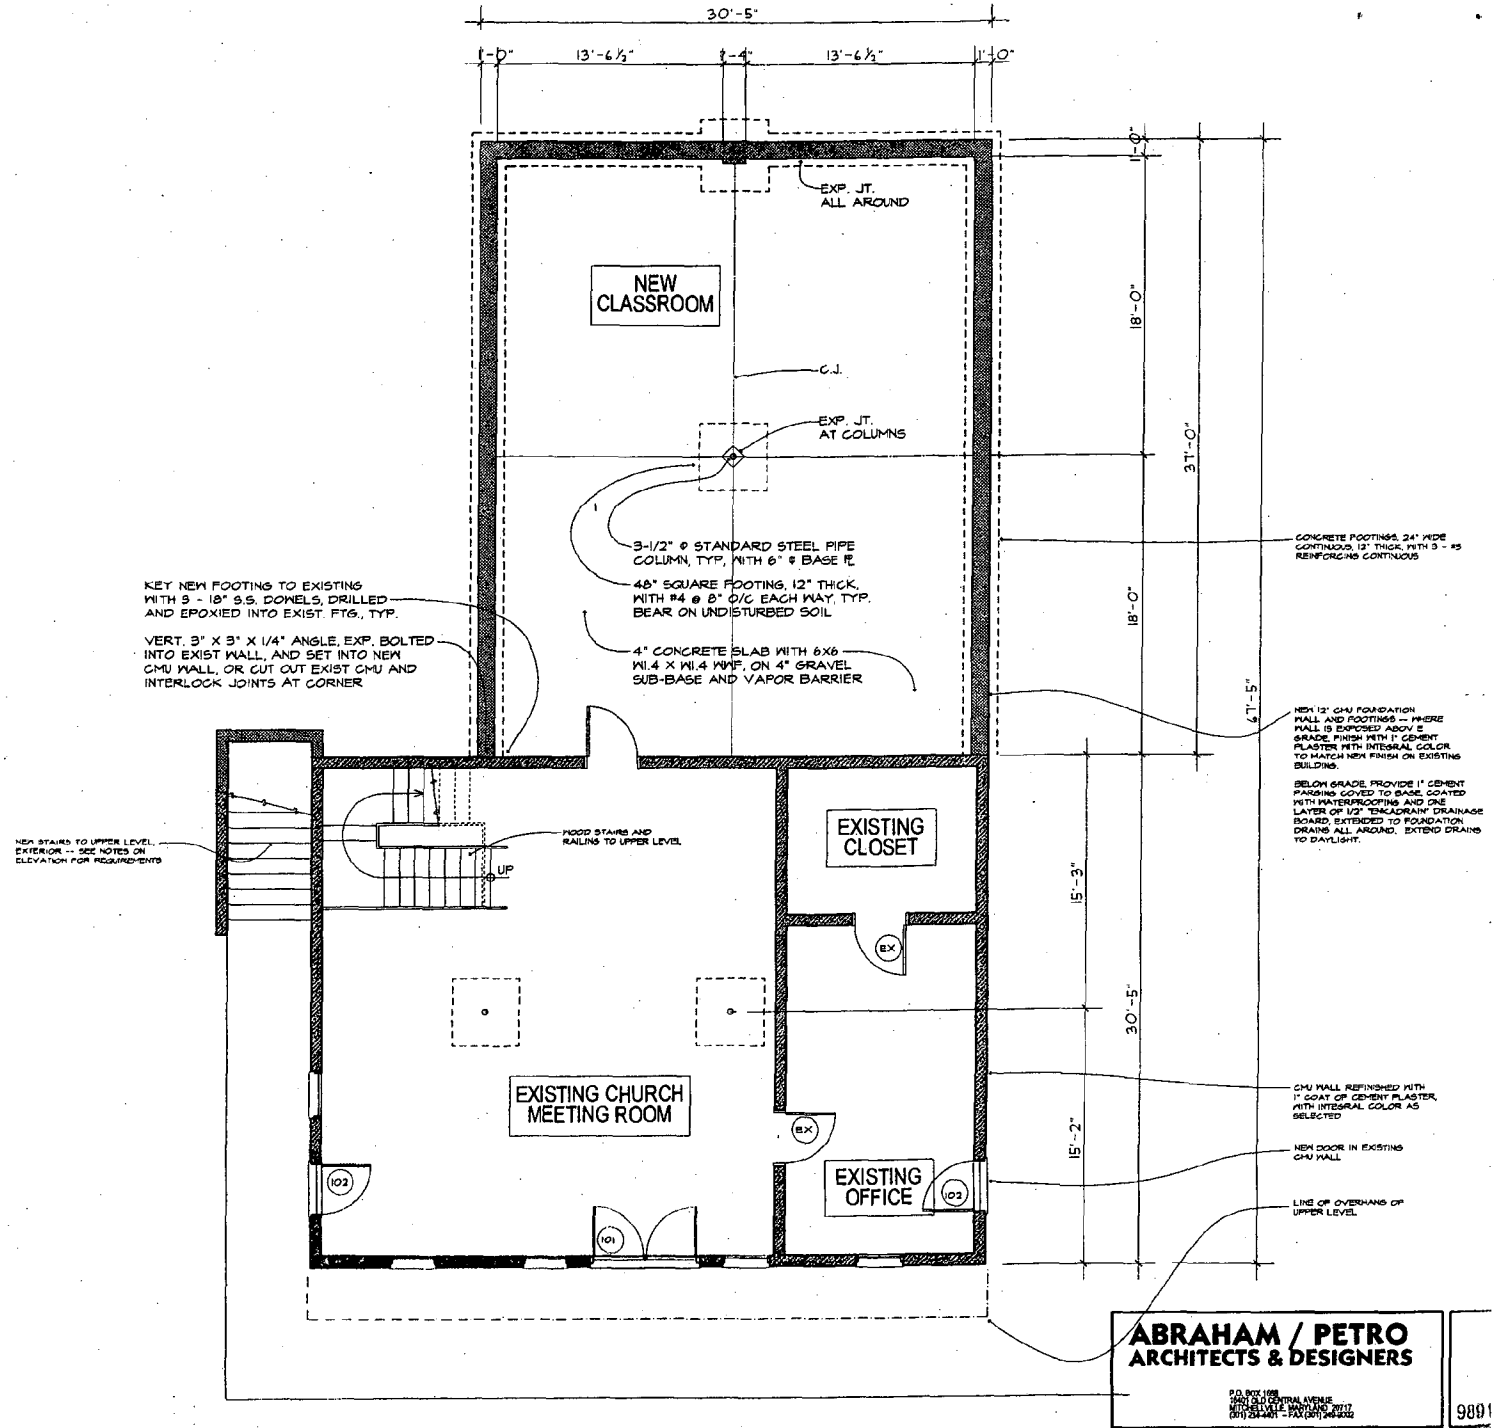 30'-5"
1'-0"
13'-6½"
1'-4"
13'-6½"
1'-0"
1'-0"
EXP. JT.
ALL AROUND
NEW
CLASSROOM
18'-0"
C.J.
EXP. JT.
AT COLUMNS
37'-0"
3-1/2" Φ STANDARD STEEL PIPE
COLUMN, TYP, WITH 6" Φ BASE PL
48" SQUARE FOOTING, 12" THICK,
WITH #4 @ 8" O/C EACH WAY, TYP.
BEAR ON UNDISTURBED SOIL
4" CONCRETE SLAB WITH 6X6
W1.4 X W1.4 WWF, ON 4" GRAVEL
SUB-BASE AND VAPOR BARRIER
CONCRETE FOOTINGS, 24" WIDE
CONTINUOUS, 12" THICK, WITH 3 - #5
REINFORCING CONTINUOUS
KEY NEW FOOTING TO EXISTING
WITH 3 - 18" S.S. DOWELS, DRILLED
AND EPOXIED INTO EXIST. FTG., TYP.
VERT. 3" X 3" X 1/4" ANGLE, EXP. BOLTED
INTO EXIST WALL, AND SET INTO NEW
CMU WALL, OR CUT OUT EXIST CMU AND
INTERLOCK JOINTS AT CORNER
18'-0"
67'-5"
NEW 12" CMU FOUNDATION
WALL AND FOOTINGS -- WHERE
WALL IS EXPOSED ABOVE
GRADE, FINISH WITH 1" CEMENT
PLASTER WITH INTEGRAL COLOR
TO MATCH NEW FINISH ON EXISTING
BUILDING.
BELOW GRADE, PROVIDE 1" CEMENT
PARGING COVED TO BASE, COATED
WITH WATERPROOFING AND ONE
LAYER OF 1/2" "ENKADRAIN" DRAINAGE
BOARD, EXTENDED TO FOUNDATION
DRAINS ALL AROUND. EXTEND DRAINS
TO DAYLIGHT.
NEW STAIRS TO UPPER LEVEL,
EXTERIOR -- SEE NOTES ON
ELEVATION FOR REQUIREMENTS
WOOD STAIRS AND
RAILING TO UPPER LEVEL
UP
EXISTING
CLOSET
15'-3"
EX
30'-5"
EXISTING CHURCH
MEETING ROOM
EX
CMU WALL REFINISHED WITH
1" COAT OF CEMENT PLASTER,
WITH INTEGRAL COLOR AS
SELECTED
15'-2"
NEW DOOR IN EXISTING
CMU WALL
102
EXISTING
OFFICE
102
LINE OF OVERHANG OF
UPPER LEVEL
101
ABRAHAM / PETRO
ARCHITECTS & DESIGNERS
P.O. BOX 1698
OLD CENTRAL AVENUE
MITCHELLVILLE, MARYLAND 20717
9891